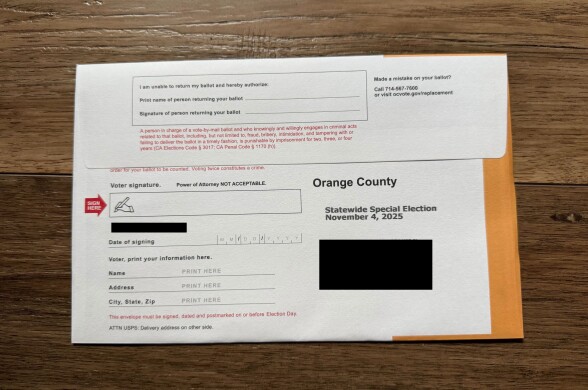 I am unable to return my ballot and hereby authorize:
Print name of person returning your ballot
Signature of person returning your ballot
Made a mistake on your ballot?
Call 714-567-7600
or visit ocvote.gov/replacement
A person in charge of a vote-by-mail ballot and who knowingly and willingly engages in criminal acts
related to that ballot, including, but not limited to, fraud, bribery, intimidation, and tampering with or
failing to deliver the ballot in a timely fashion, is punishable by imprisonment for two, three, or four
years (CA Elections Code § 3017; CA Penal Code § 1170 (h)).
order for your ballot to be counted. Voting twice constitutes a crime.
Voter signature. Power of Attorney NOT ACCEPTABLE.
SIGN
HERE
Date of signing
M M / D D / Y Y Y Y
Voter, print your information here.
Name PRINT HERE
Address PRINT HERE
City, State, Zip PRINT HERE
This envelope must be signed, dated and postmarked on or before Election Day.
ATTN USPS: Delivery address on other side.
Orange County
Statewide Special Election
November 4, 2025